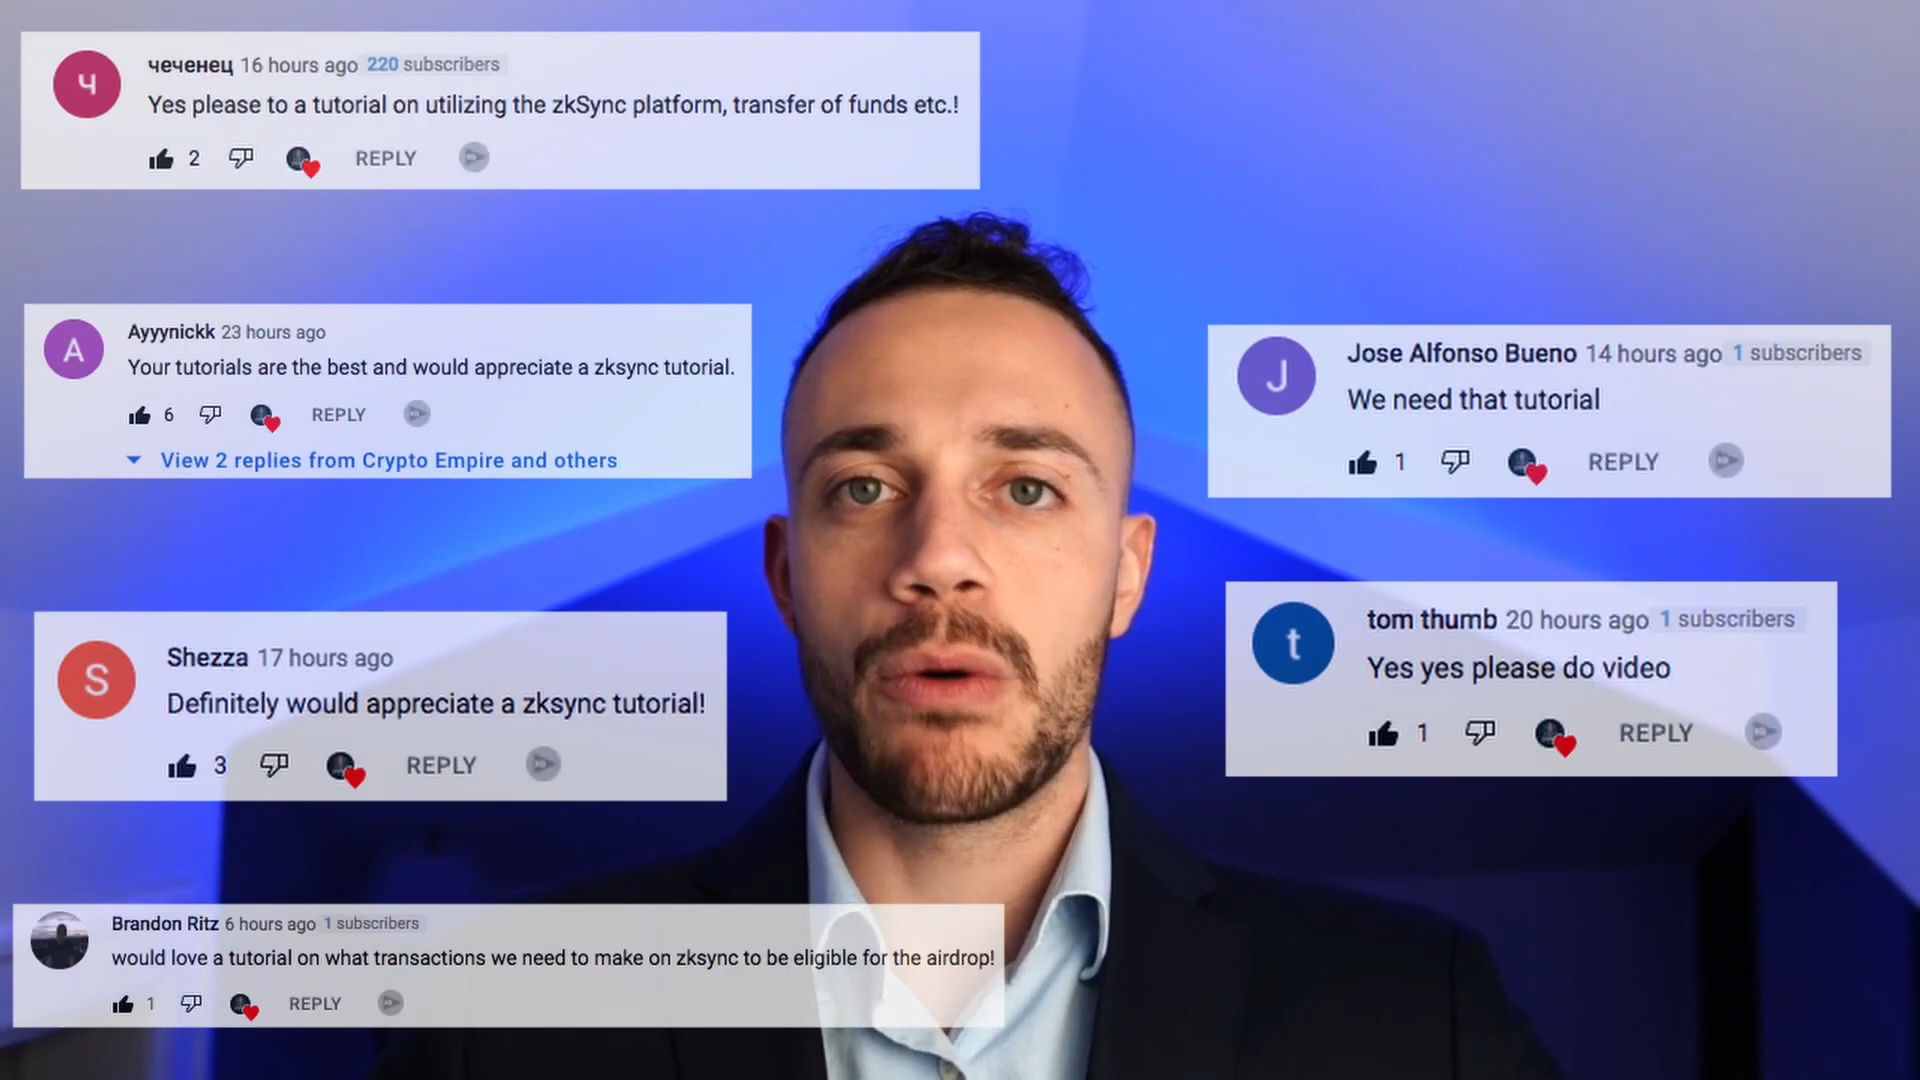 Ч
чеченец 16 hours ago 220 subscribers
Yes please to a tutorial on utilizing the zkSync platform, transfer of funds etc.!
2 REPLY
A
Ayyynickk 23 hours ago
Your tutorials are the best and would appreciate a zksync tutorial.
6 REPLY
View 2 replies from Crypto Empire and others
J
Jose Alfonso Bueno 14 hours ago 1 subscribers
We need that tutorial
1 REPLY
S
Shezza 17 hours ago
Definitely would appreciate a zksync tutorial!
3 REPLY
t
tom thumb 20 hours ago 1 subscribers
Yes yes please do video
1 REPLY
Brandon Ritz 6 hours ago 1 subscribers
would love a tutorial on what transactions we need to make on zksync to be eligible for the airdrop!
1 REPLY